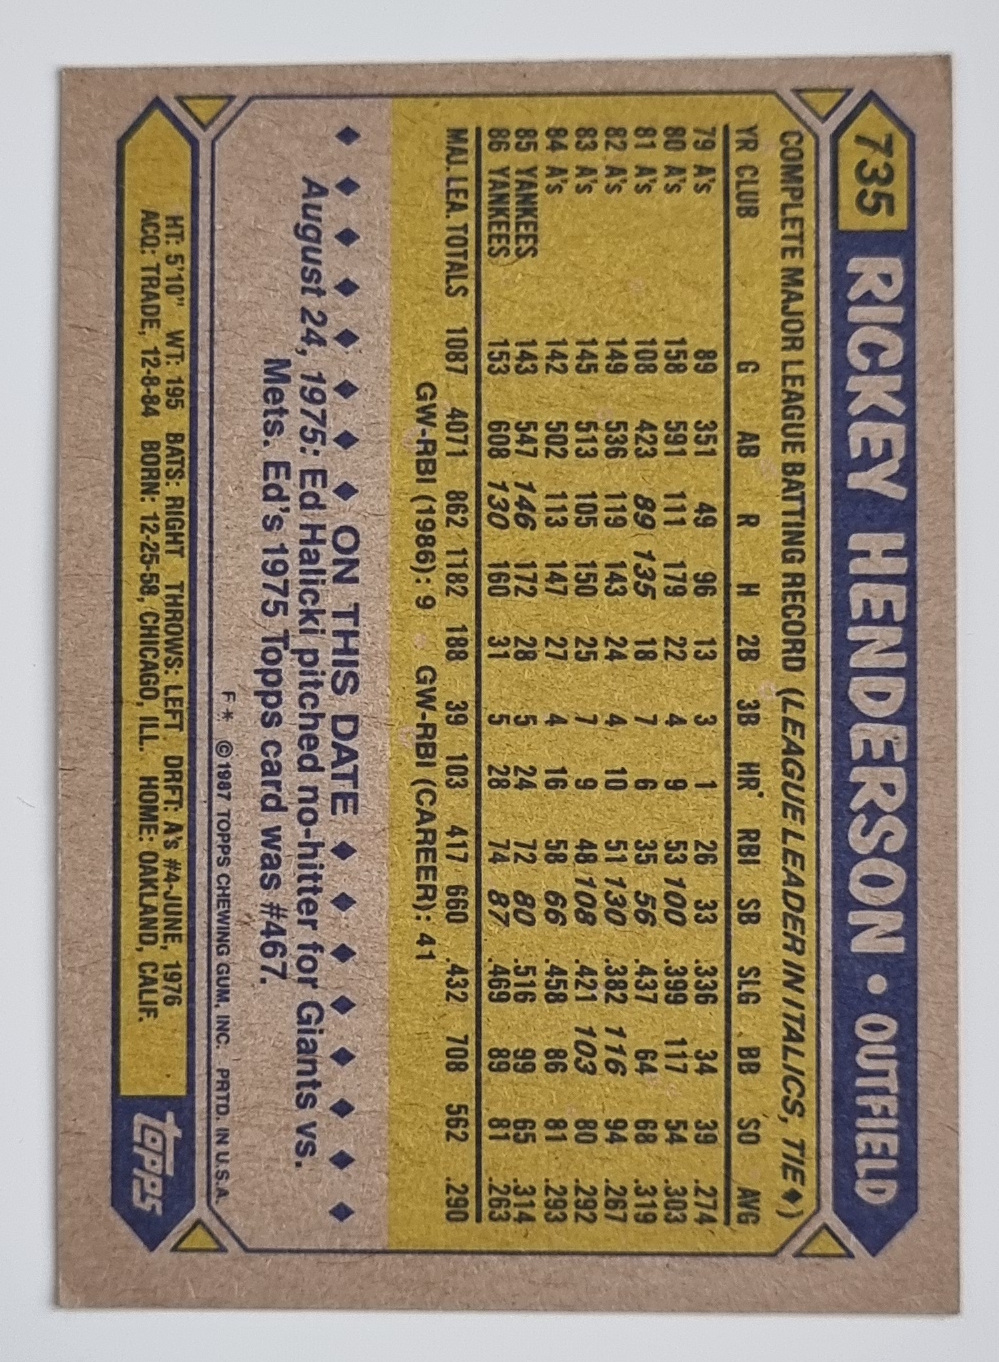 735 RICKEY HENDERSON • OUTFIELD
COMPLETE MAJOR LEAGUE BATTING RECORD (LEAGUE LEADER IN ITALICS, TIE♦)
YR CLUB G AB R H 2B 3B HR RBI SB SLG BB SO AVG
79 A's 89 351 49 96 13 3 1 26 33 .336 34 39 .274
80 A's 158 591 111 179 22 4 9 53 100 .399 117 54 .303
81 A's 108 423 89 135 18 7 6 35 56 .437 64 68 .319
82 A's 149 536 119 143 24 4 10 51 130 .382 116 94 .267
83 A's 145 513 105 150 25 7 9 48 108 .421 103 80 .292
84 A's 142 502 113 147 27 4 16 58 66 .458 86 81 .293
85 YANKEES 143 547 146 172 28 5 24 72 80 .516 99 65 .314
86 YANKEES 153 608 130 160 31 5 28 74 87 .469 89 81 .263
MAJ. LEA. TOTALS 1087 4071 862 1182 188 39 103 417 660 .432 708 562 .290
GW-RBI (1986): 9 GW-RBI (CAREER): 41
♦ ♦ ♦ ♦ ♦ ♦ ♦ ♦ ON THIS DATE ♦ ♦ ♦ ♦ ♦ ♦ ♦ ♦
August 24, 1975: Ed Halicki pitched no-hitter for Giants vs.
Mets. Ed's 1975 Topps card was #467.
F* ©1987 TOPPS CHEWING GUM, INC. PRTD. IN U.S.A.
HT: 5'10" WT: 195 BATS: RIGHT THROWS: LEFT DRFT: A's #4-JUNE, 1976
ACQ: TRADE, 12-8-84 BORN: 12-25-58, CHICAGO, ILL. HOME: OAKLAND, CALIF.
topps